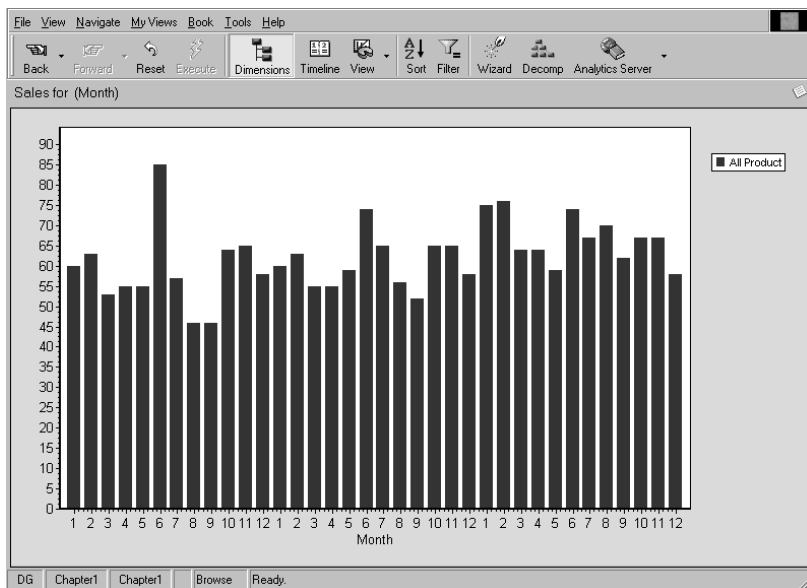 File View Navigate My Views Book Tools Help
Back Forward Reset Execute Dimensions Timeline View Sort Filter Wizard Decomp Analytics Server
Sales for (Month)
90
85
80
75
70
65
60
55
50
45
40
35
30
25
20
15
10
5
0
1 2 3 4 5 6 7 8 9 10 11 12 1 2 3 4 5 6 7 8 9 10 11 12 1 2 3 4 5 6 7 8 9 10 11 12
Month
All Product
DG Chapter1 Chapter1 Browse Ready.